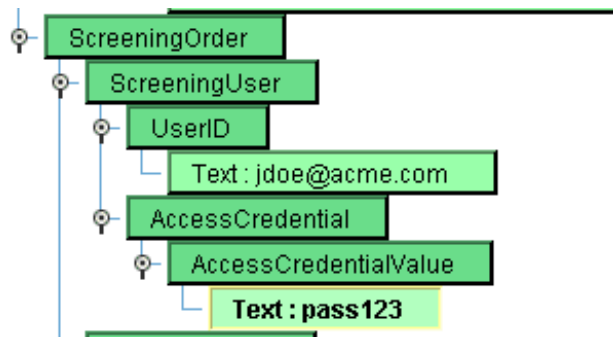 ScreeningOrder
ScreeningUser
UserID
Text : jdoe@acme.com
AccessCredential
AccessCredentialValue
Text : pass123